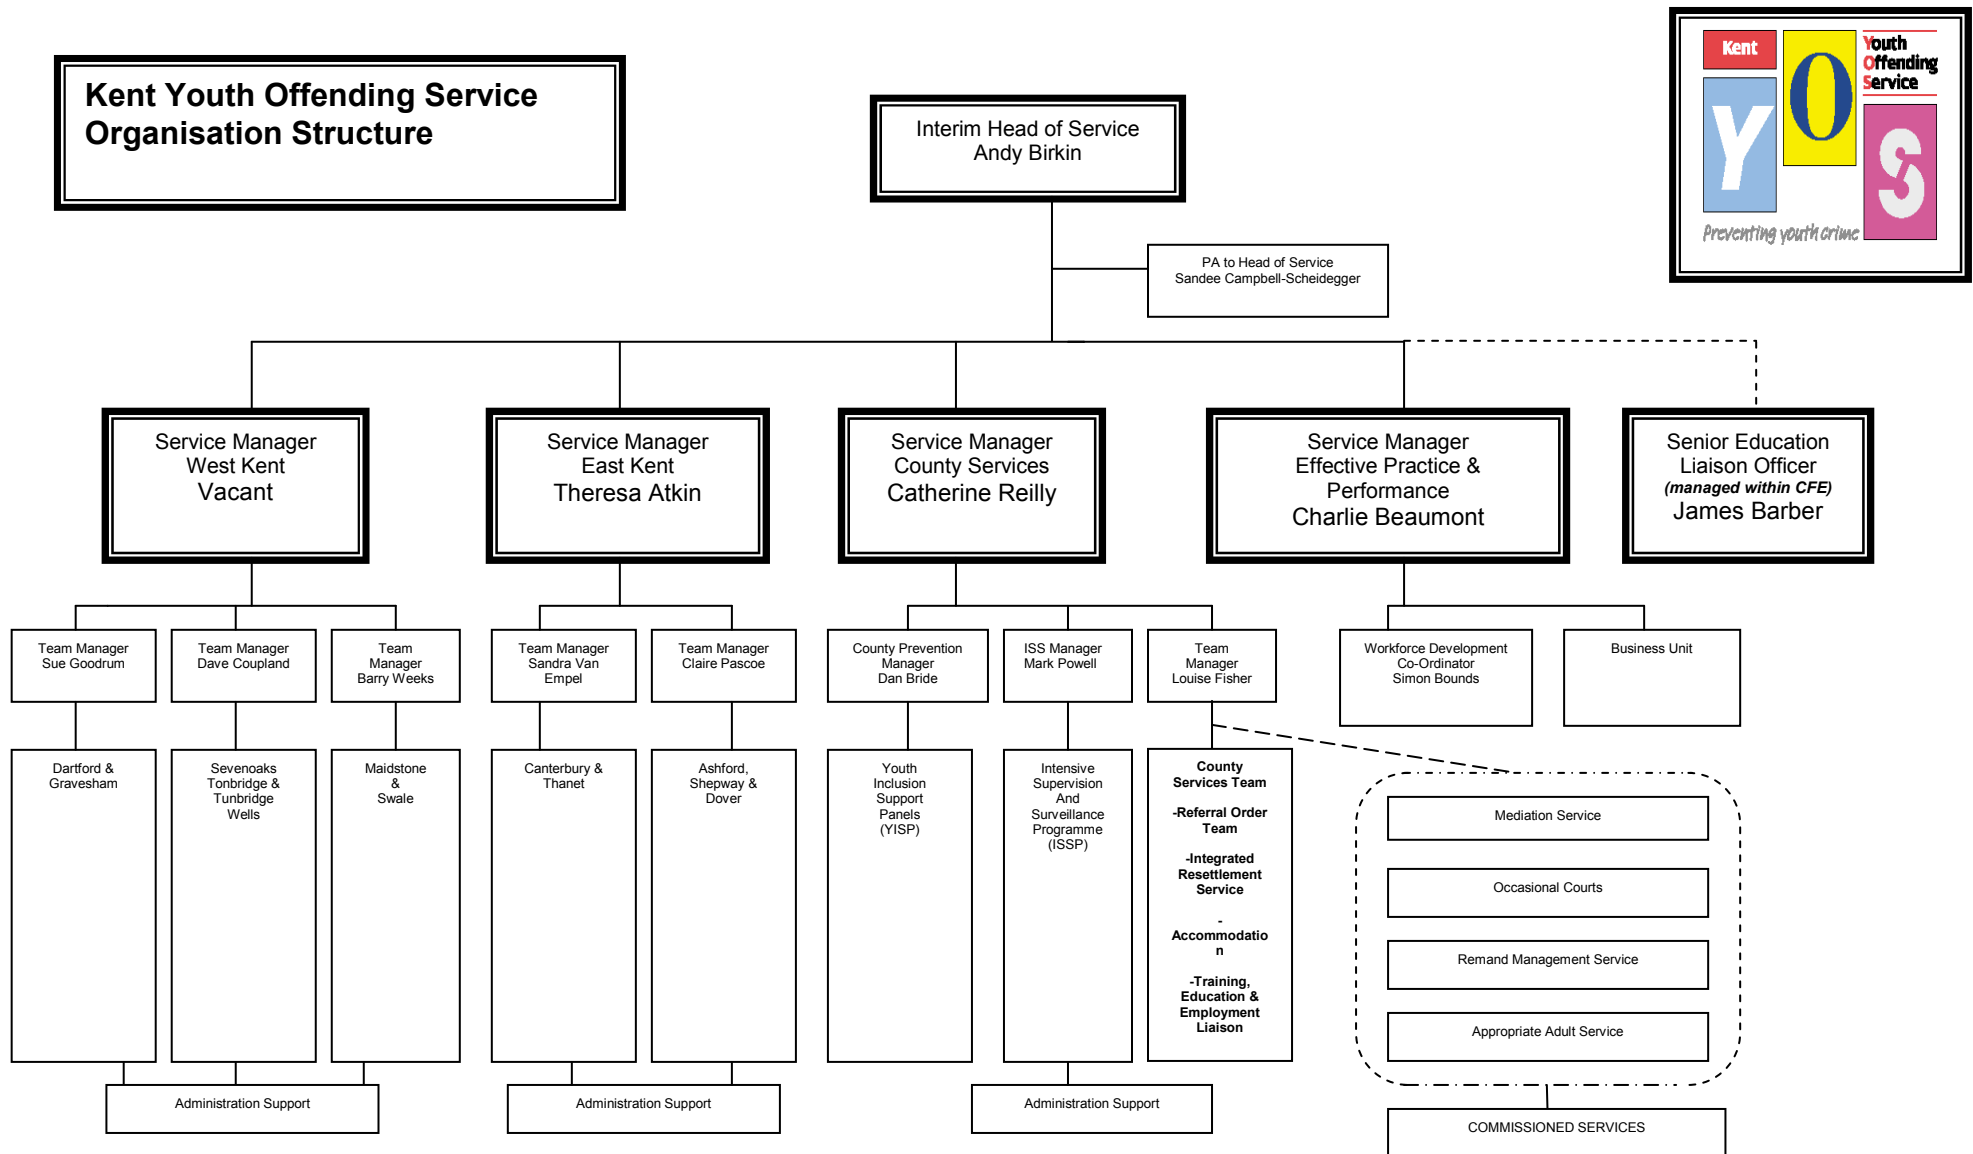 Kent Youth Offending Service
Organisation Structure
Interim Head of Service
Andy Birkin
Kent
Youth
Offending
Service
Y
O
S
Preventing youth crime
PA to Head of Service
Sandee Campbell-Scheidegger
Service Manager
West Kent
Vacant
Service Manager
East Kent
Theresa Atkin
Service Manager
County Services
Catherine Reilly
Service Manager
Effective Practice &
Performance
Charlie Beaumont
Senior Education
Liaison Officer
(managed within CFE)
James Barber
Team Manager
Sue Goodrum
Team Manager
Dave Coupland
Team
Manager
Barry Weeks
Team Manager
Sandra Van
Empel
Team Manager
Claire Pascoe
County Prevention
Manager
Dan Bride
ISS Manager
Mark Powell
Team
Manager
Louise Fisher
Workforce Development
Co-Ordinator
Simon Bounds
Business Unit
Dartford &
Gravesham
Sevenoaks
Tonbridge &
Tunbridge
Wells
Maidstone
&
Swale
Canterbury &
Thanet
Ashford,
Shepway &
Dover
Youth
Inclusion
Support
Panels
(YISP)
Intensive
Supervision
And
Surveillance
Programme
(ISSP)
County
Services Team
-Referral Order
Team
-Integrated
Resettlement
Service
-
Accommodatio
n
-Training,
Education &
Employment
Liaison
Mediation Service
Occasional Courts
Remand Management Service
Appropriate Adult Service
Administration Support
Administration Support
Administration Support
COMMISSIONED SERVICES